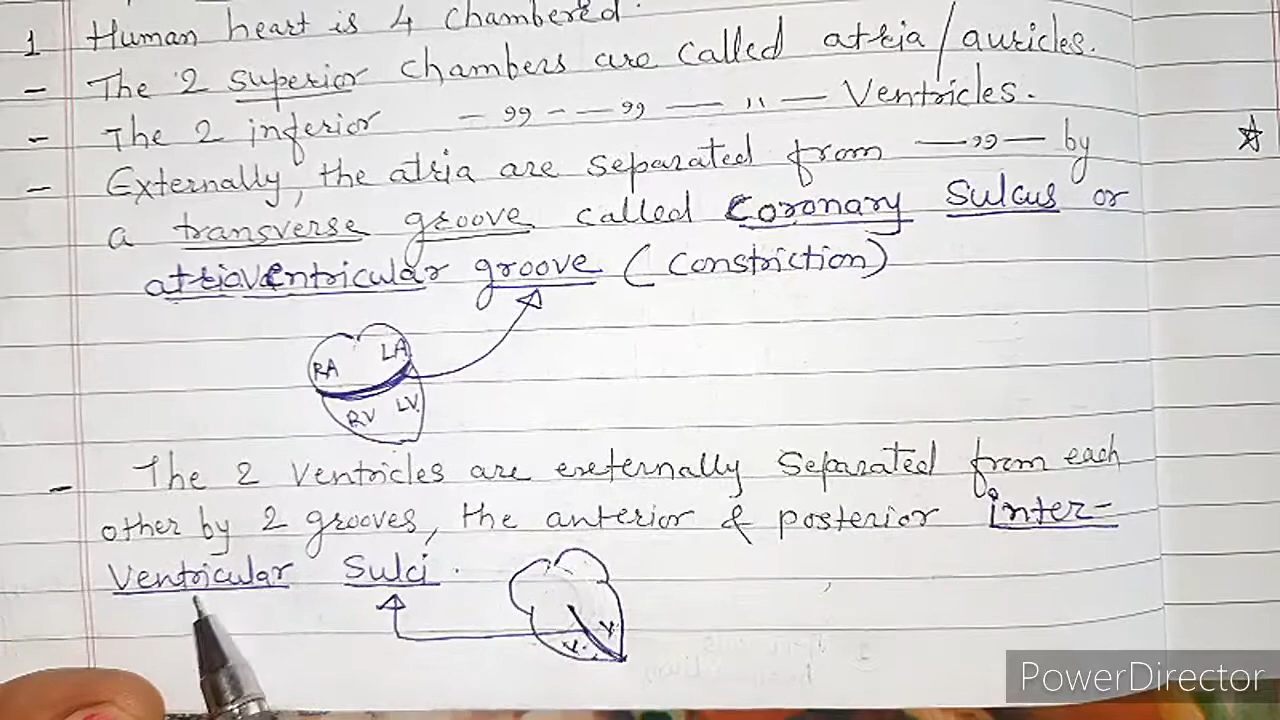 1 Human heart is 4 chambered.
- The 2 superior chambers are called atria/auricles.
- The 2 inferior - ,, - - ,, - ,, - Ventricles.
- Externally, the atria are separated from - ,, - by
a transverse groove called Coronary Sulcus or
atrioventricular groove (Constriction)
RA LA
RV LV
- The 2 ventricles are externally separated from each
other by 2 grooves, the anterior & posterior inter-
ventricular Sulci.
V. V.
PowerDirector